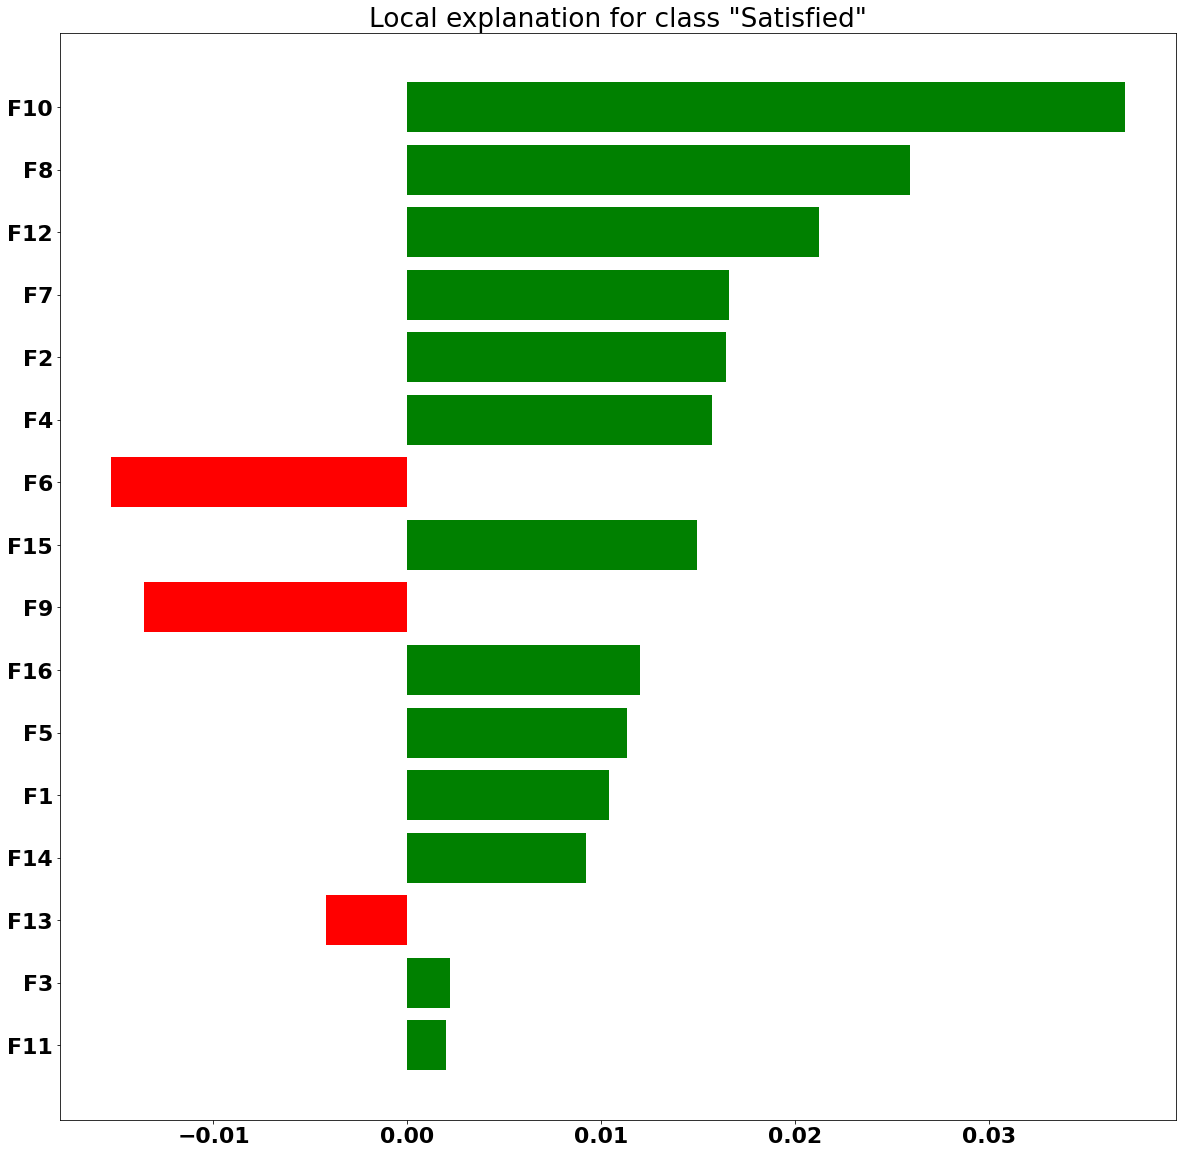 Local explanation for class "Satisfied"
F10
F8
F12
F7
F2
F4
F6
F15
F9
F16
F5
F1
F14
F13
F3
F11
−0.01 0.00 0.01 0.02 0.03